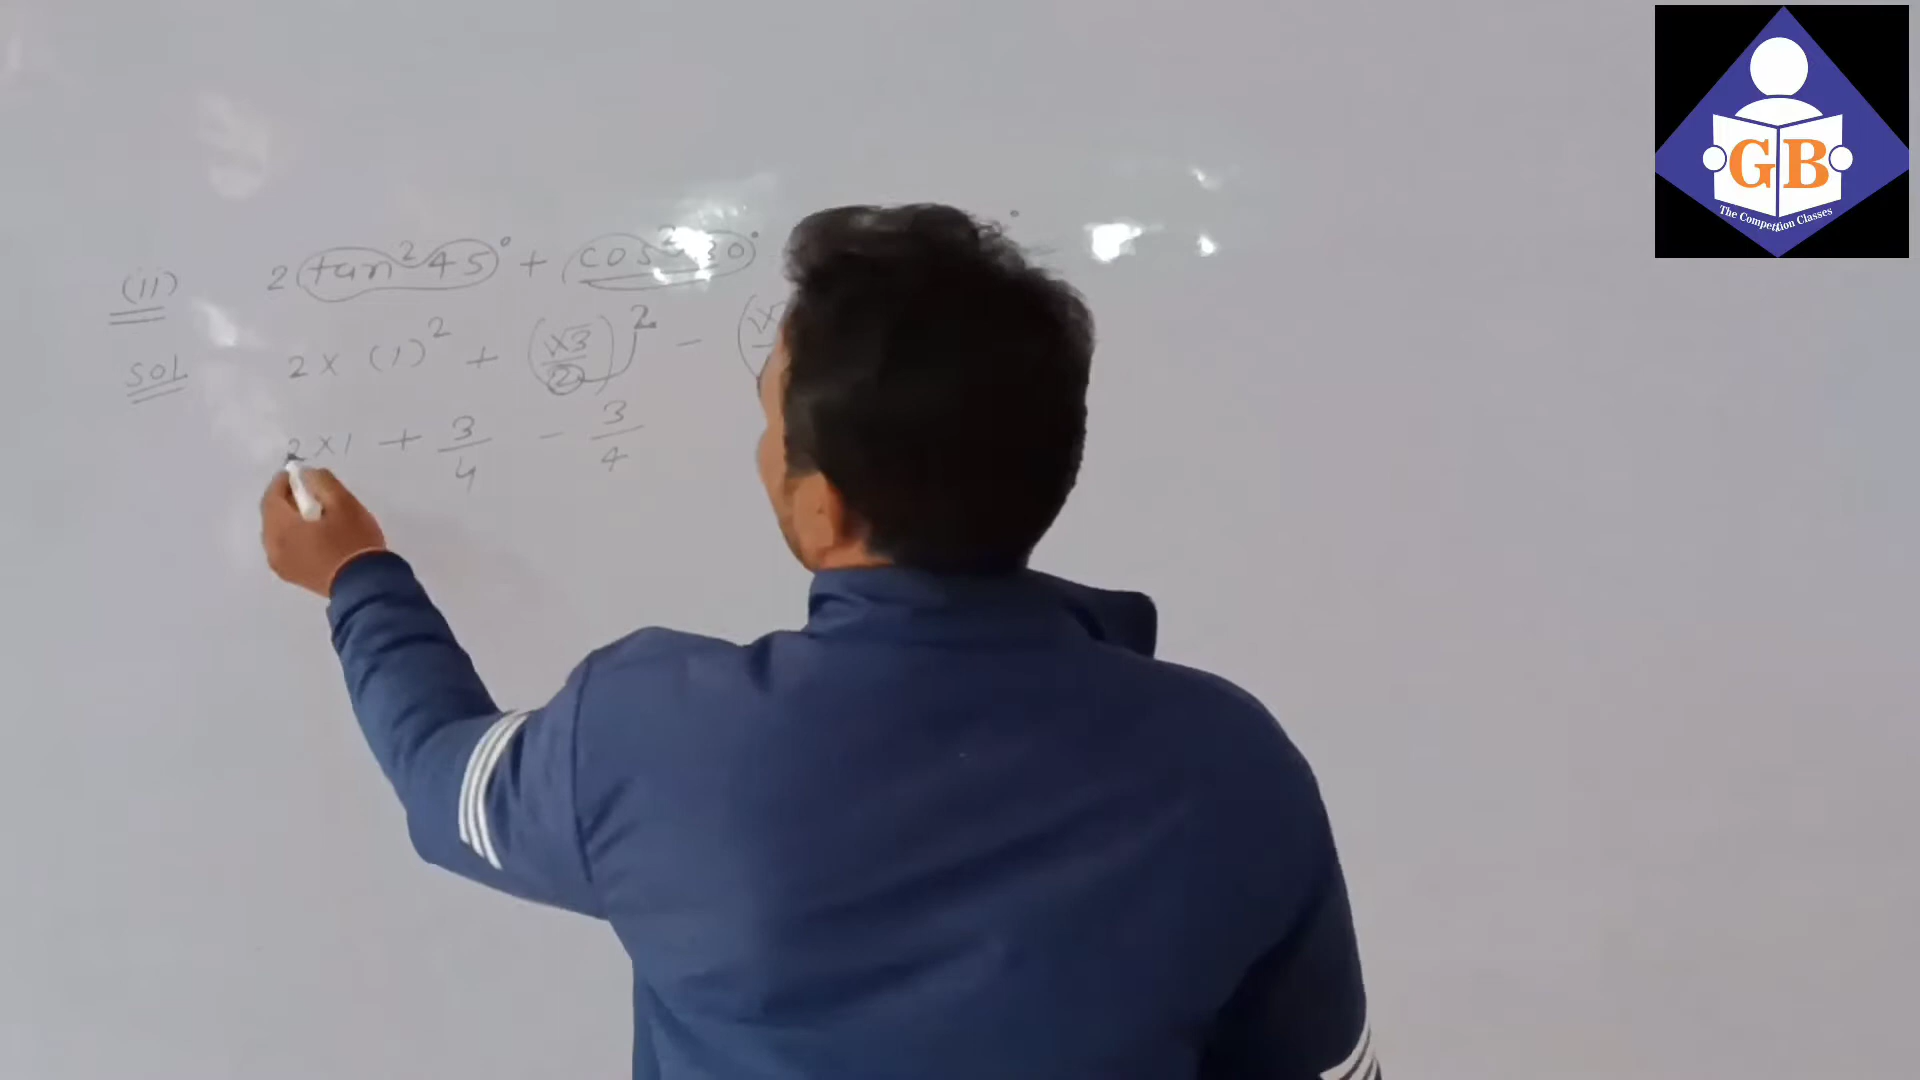 (ii) 2 tan²45° + cos²30°
SOL 2 × (1)² + (√3/2)² - (√
2×1 + 3/4 - 3/4
GB
The Competition Classes